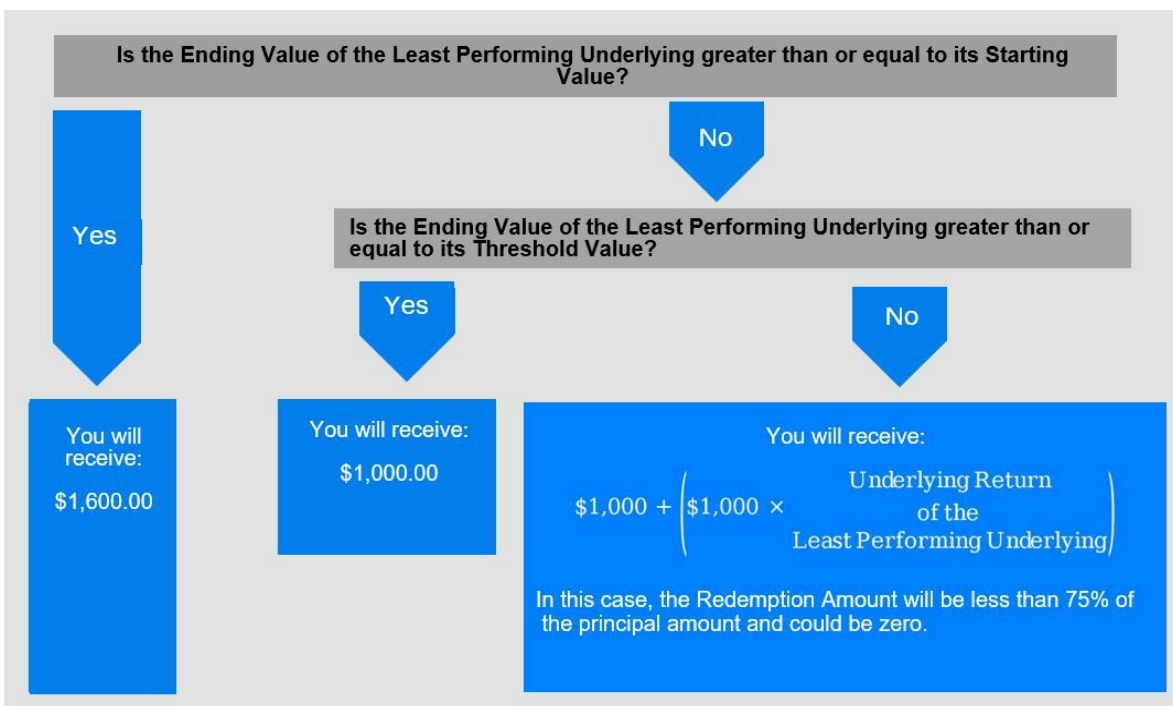 Is the Ending Value of the Least Performing Underlying greater than or equal to its Starting
Value?
Yes
No
Is the Ending Value of the Least Performing Underlying greater than or
equal to its Threshold Value?
Yes
No
You will
receive:
$1,600.00
You will receive:
$1,000.00
You will receive:
$1,000 + ($1,000 × Underlying Return
of the
Least Performing Underlying)
In this case, the Redemption Amount will be less than 75% of
the principal amount and could be zero.